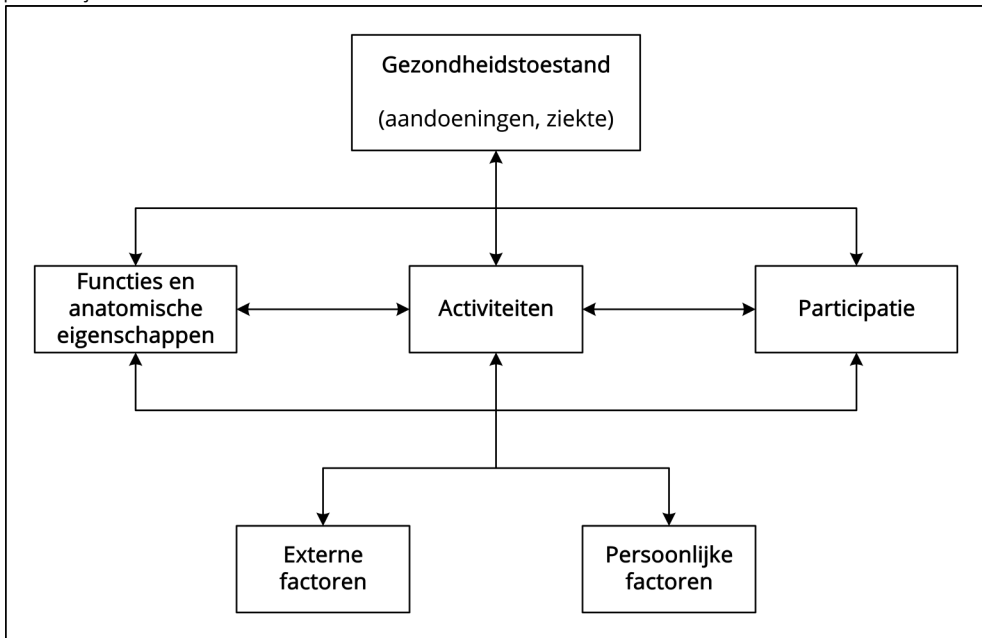 Gezondheidstoestand
(aandoeningen, ziekte)
Functies en
anatomische
eigenschappen
Activiteiten
Participatie
Externe
factoren
Persoonlijke
factoren